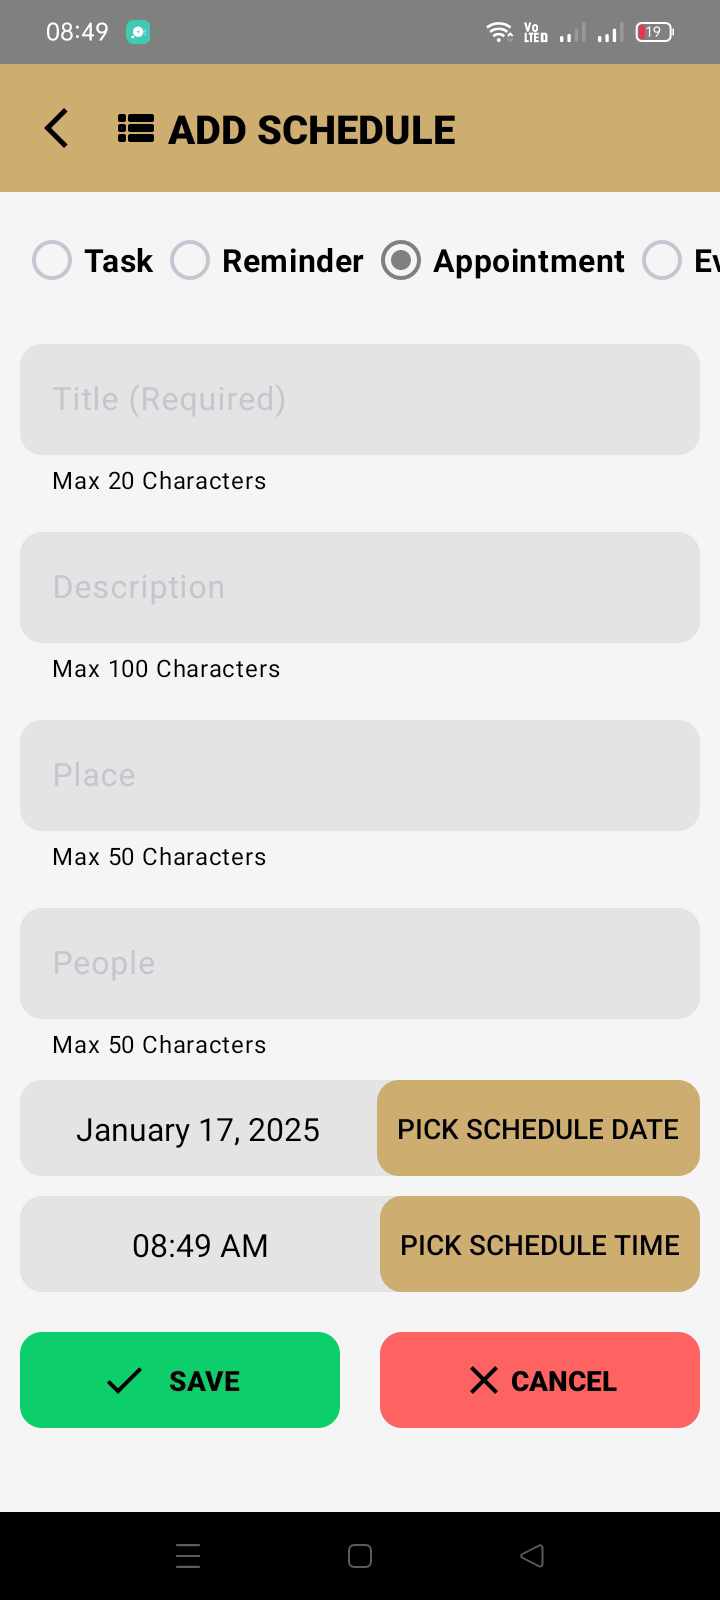 08:49 Vo LTE 19
ADD SCHEDULE
Task Reminder Appointment Ev
Title (Required)
Max 20 Characters
Description
Max 100 Characters
Place
Max 50 Characters
People
Max 50 Characters
January 17, 2025 PICK SCHEDULE DATE
08:49 AM PICK SCHEDULE TIME
SAVE CANCEL